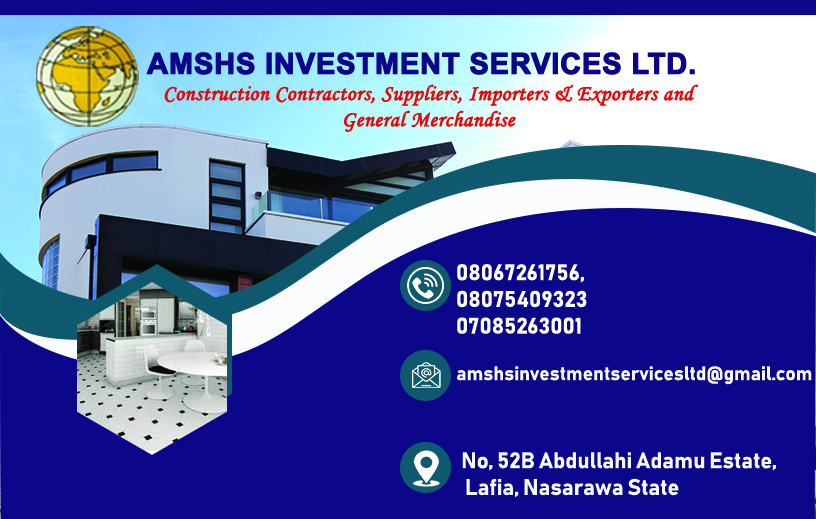 AMSHS INVESTMENT SERVICES LTD.
Construction Contractors, Suppliers, Importers & Exporters and
General Merchandise
08067261756,
08075409323
07085263001
amshsinvestmentservicesltd@gmail.com
No, 52B Abdullahi Adamu Estate,
Lafia, Nasarawa State